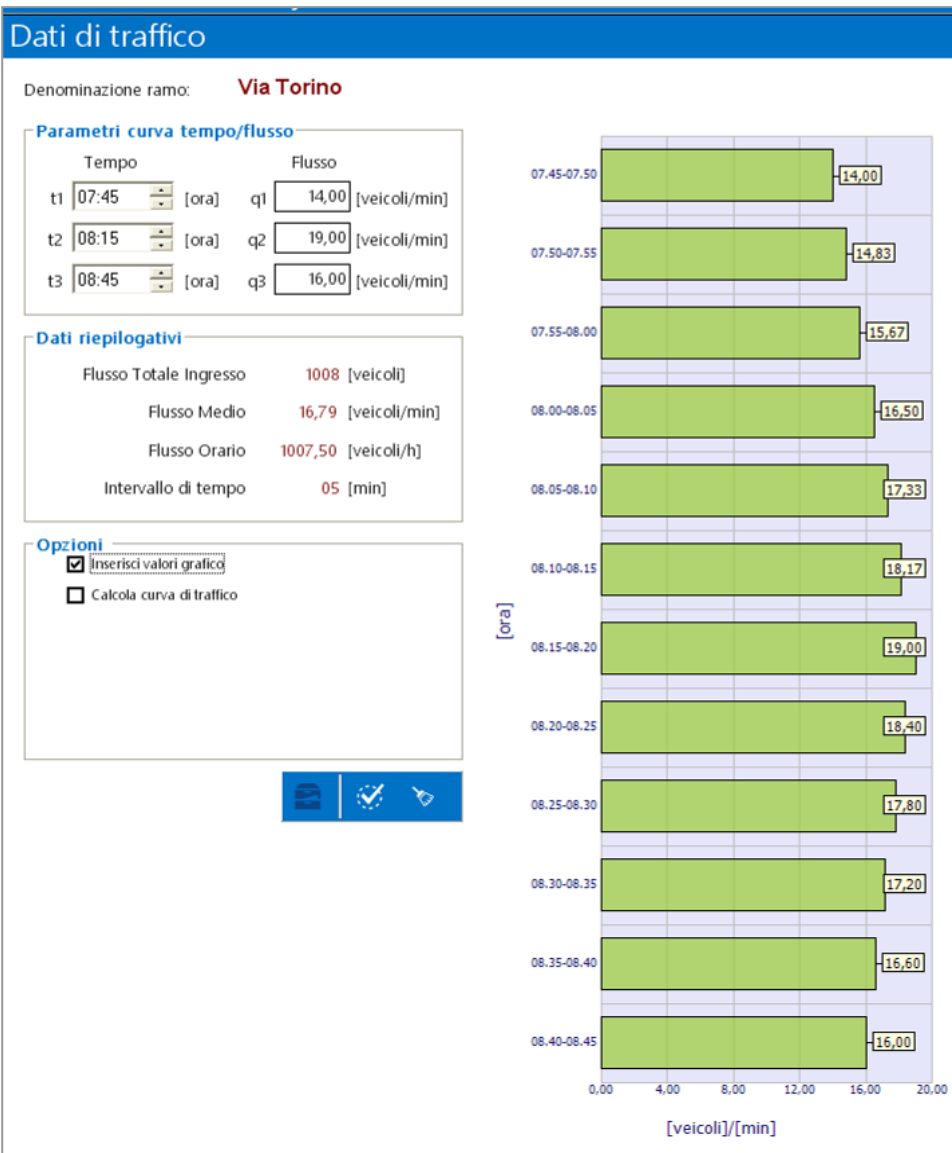 Dati di traffico
Denominazione ramo: Via Torino
Parametri curva tempo/flusso
Tempo Flusso
t1 07:45 [ora] q1 14,00 [veicoli/min]
t2 08:15 [ora] q2 19,00 [veicoli/min]
t3 08:45 [ora] q3 16,00 [veicoli/min]
Dati riepilogativi
Flusso Totale Ingresso 1008 [veicoli]
Flusso Medio 16,79 [veicoli/min]
Flusso Orario 1007,50 [veicoli/h]
Intervallo di tempo 05 [min]
Opzioni
Inserisci valori grafico
Calcola curva di traffico
[ora]
07.45-07.50 14,00
07.50-07.55 14,83
07.55-08.00 15,67
08.00-08.05 16,50
08.05-08.10 17,33
08.10-08.15 18,17
08.15-08.20 19,00
08.20-08.25 18,40
08.25-08.30 17,80
08.30-08.35 17,20
08.35-08.40 16,60
08.40-08.45 16,00
0,00 4,00 8,00 12,00 16,00 20,00
[veicoli]/[min]